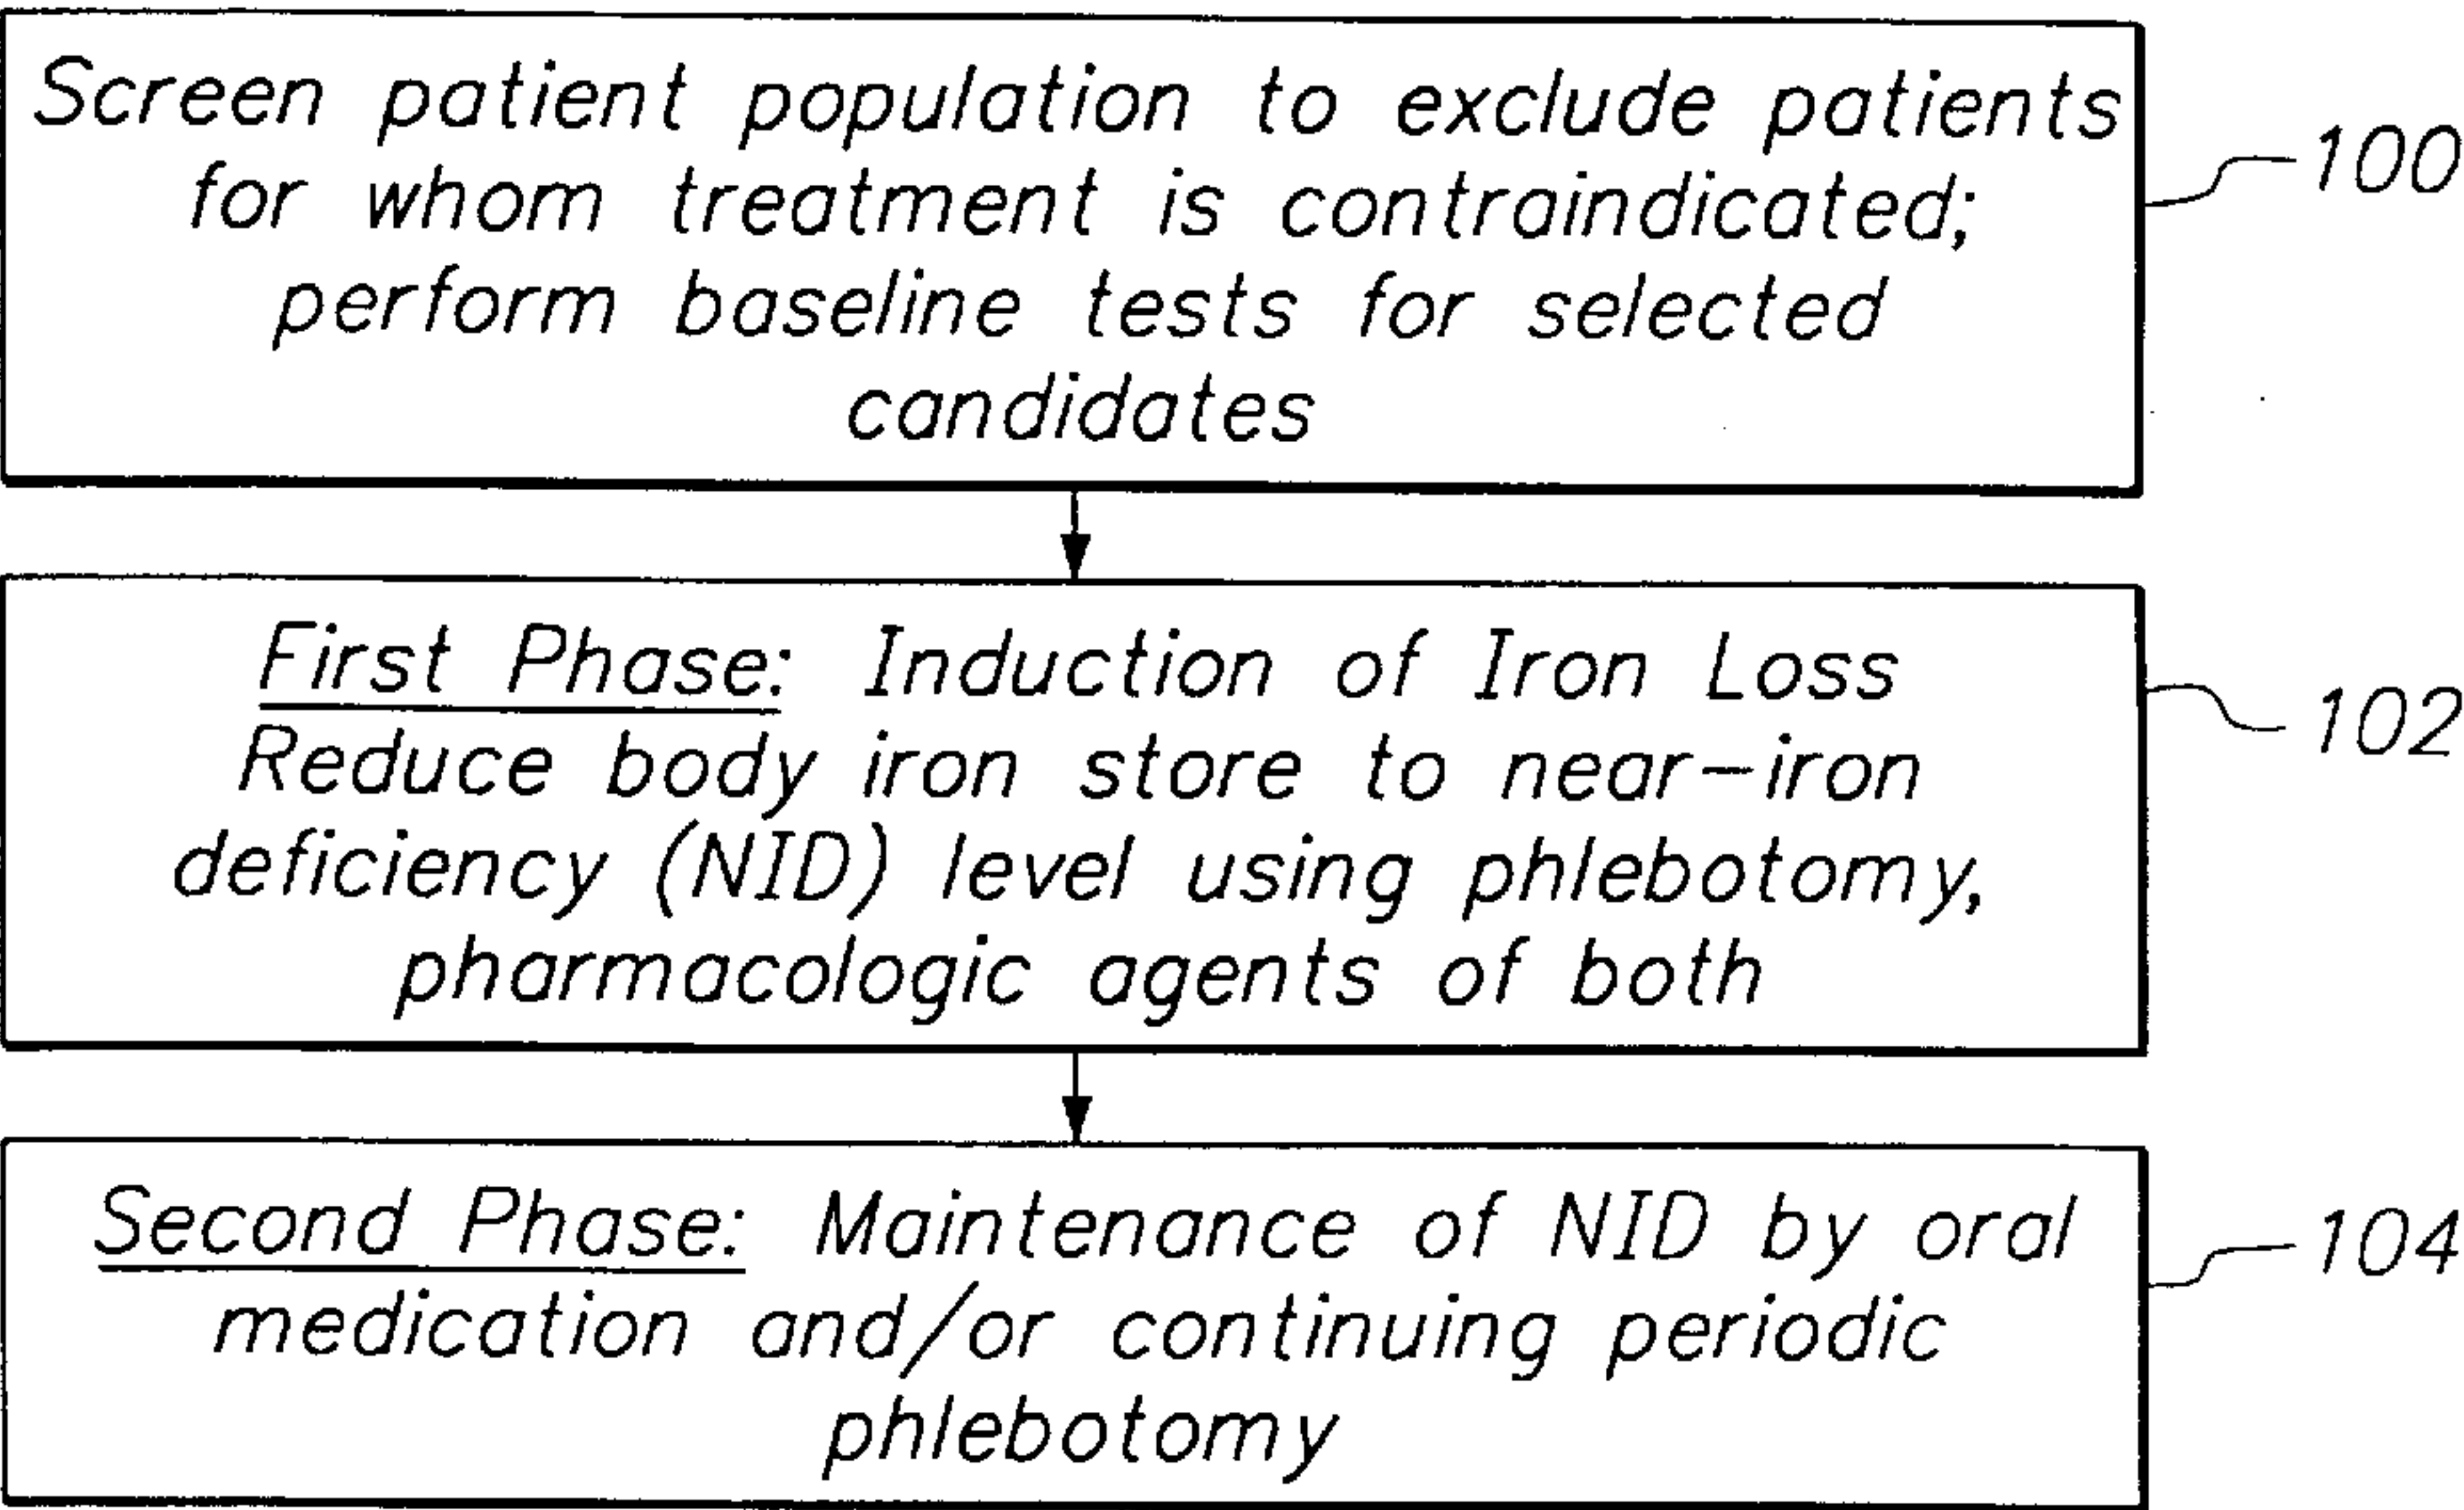 Screen patient population to exclude patients
for whom treatment is contraindicated;
perform baseline tests for selected
candidates
100
First Phase: Induction of Iron Loss
Reduce body iron store to near-iron
deficiency (NID) level using phlebotomy,
pharmacologic agents of both
102
Second Phase: Maintenance of NID by oral
medication and/or continuing periodic
phlebotomy
104